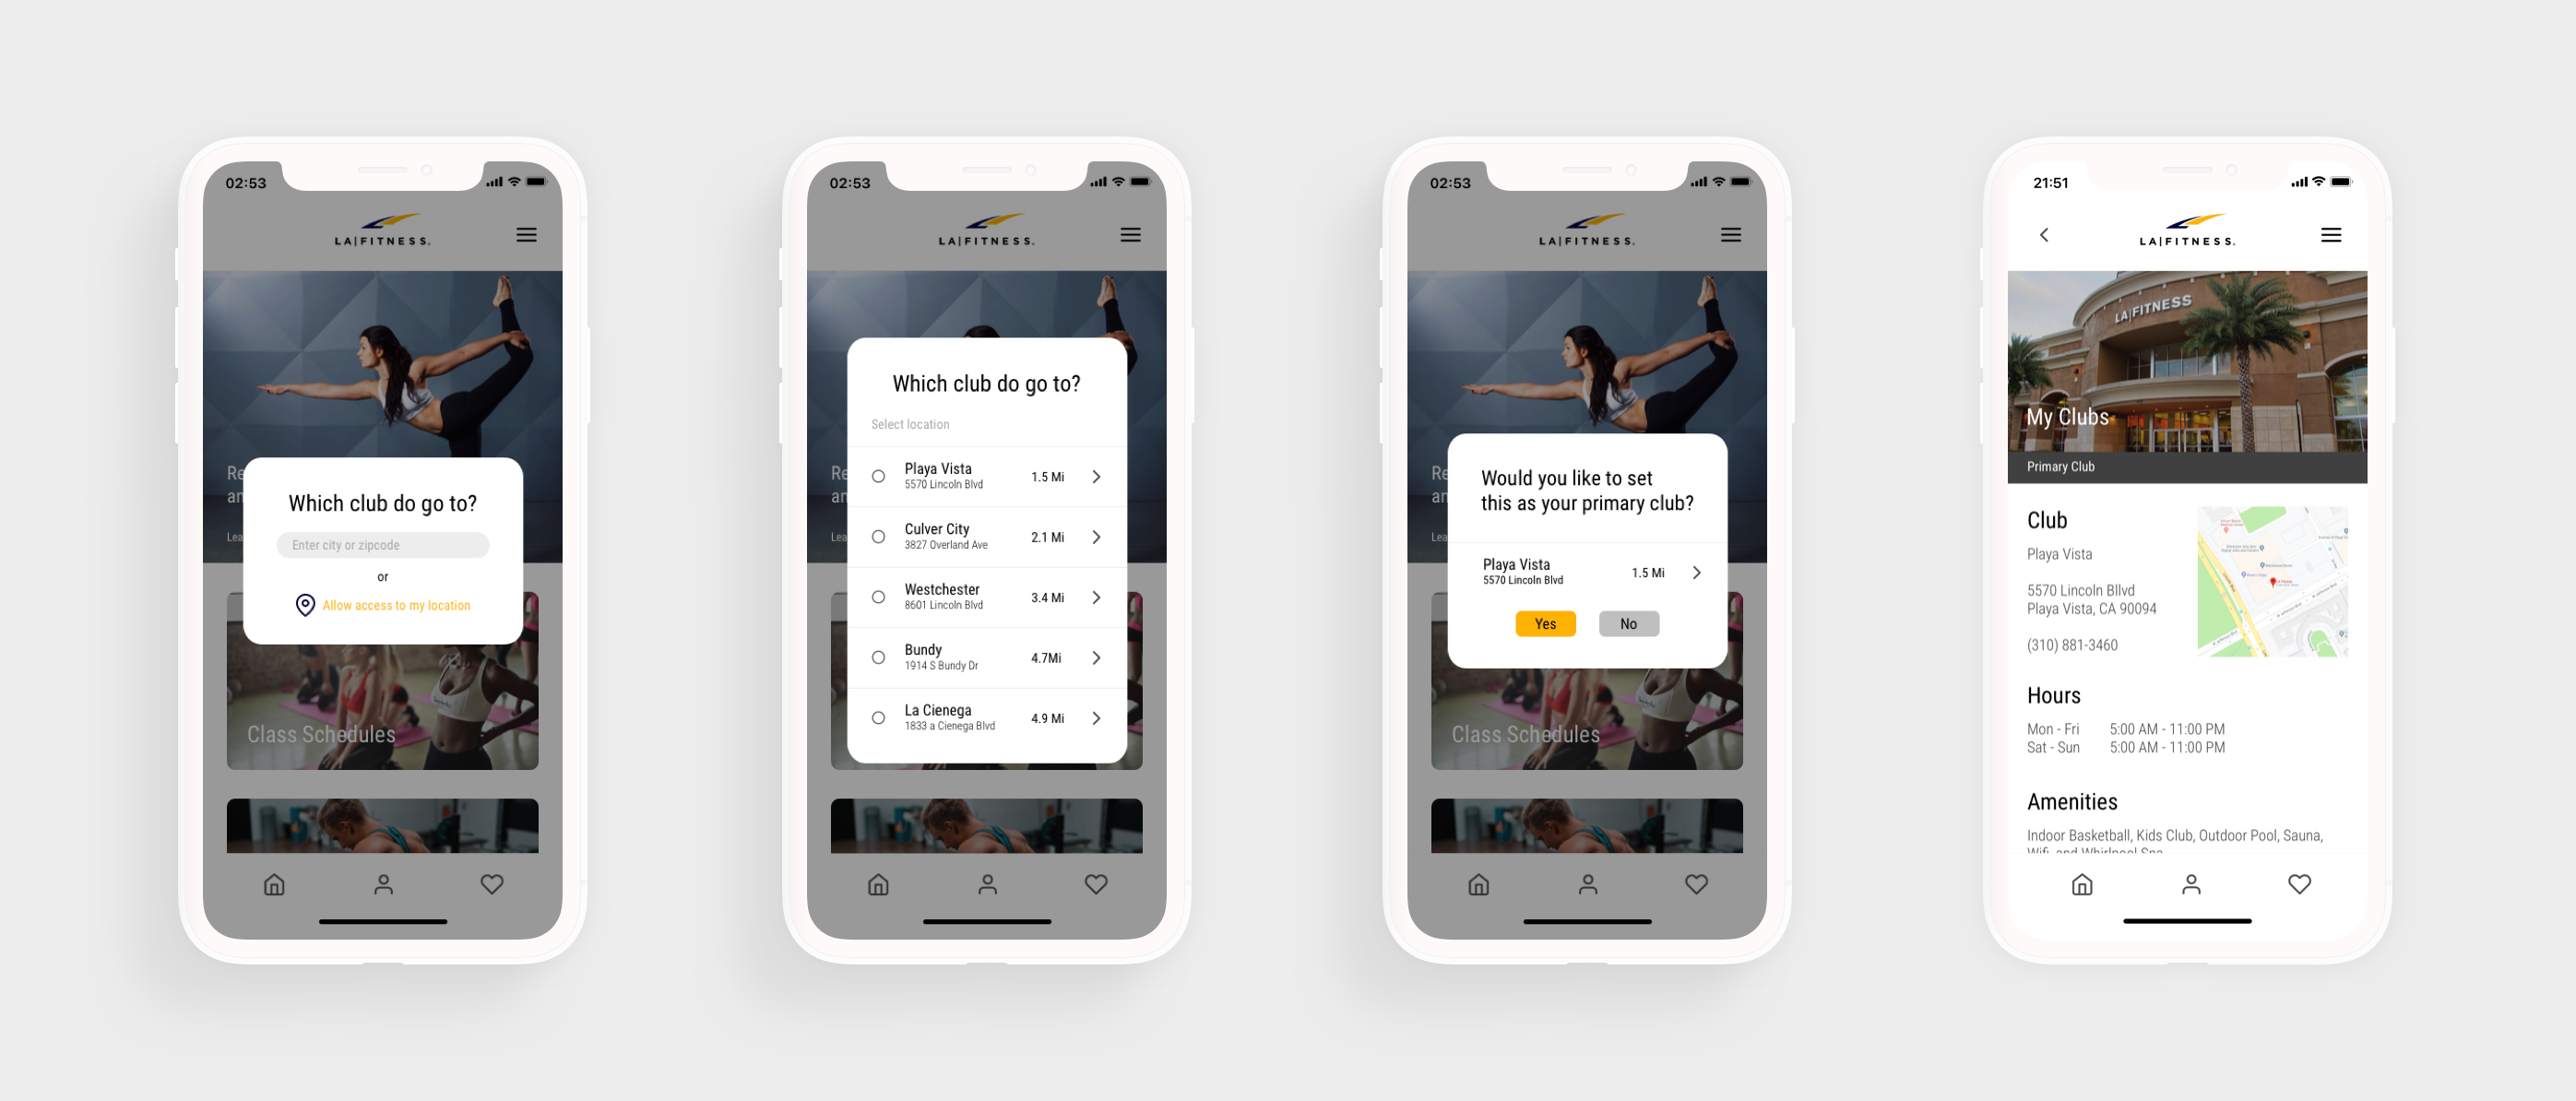 02:53
LA|FITNESS.
Re
an
Lea
Which club do go to?
Enter city or zipcode
or
Allow access to my location
Class Schedules
02:53
LA|FITNESS.
Re
an
Lea
Which club do go to?
Select location
Playa Vista
5570 Lincoln Blvd
1.5 Mi
Culver City
3827 Overland Ave
2.1 Mi
Westchester
8601 Lincoln Blvd
3.4 Mi
Bundy
1914 S Bundy Dr
4.7Mi
La Cienega
1833 a Cienega Blvd
4.9 Mi
02:53
LA|FITNESS.
Re
an
Lea
Would you like to set
this as your primary club?
Playa Vista
5570 Lincoln Blvd
1.5 Mi
Yes
No
Class Schedules
21:51
LA|FITNESS.
LA|FITNESS
My Clubs
Primary Club
Club
Playa Vista
5570 Lincoln Bllvd
Playa Vista, CA 90094
(310) 881-3460
Hours
Mon - Fri 5:00 AM - 11:00 PM
Sat - Sun 5:00 AM - 11:00 PM
Amenities
Indoor Basketball, Kids Club, Outdoor Pool, Sauna,
Wifi, and Whirlpool Spa